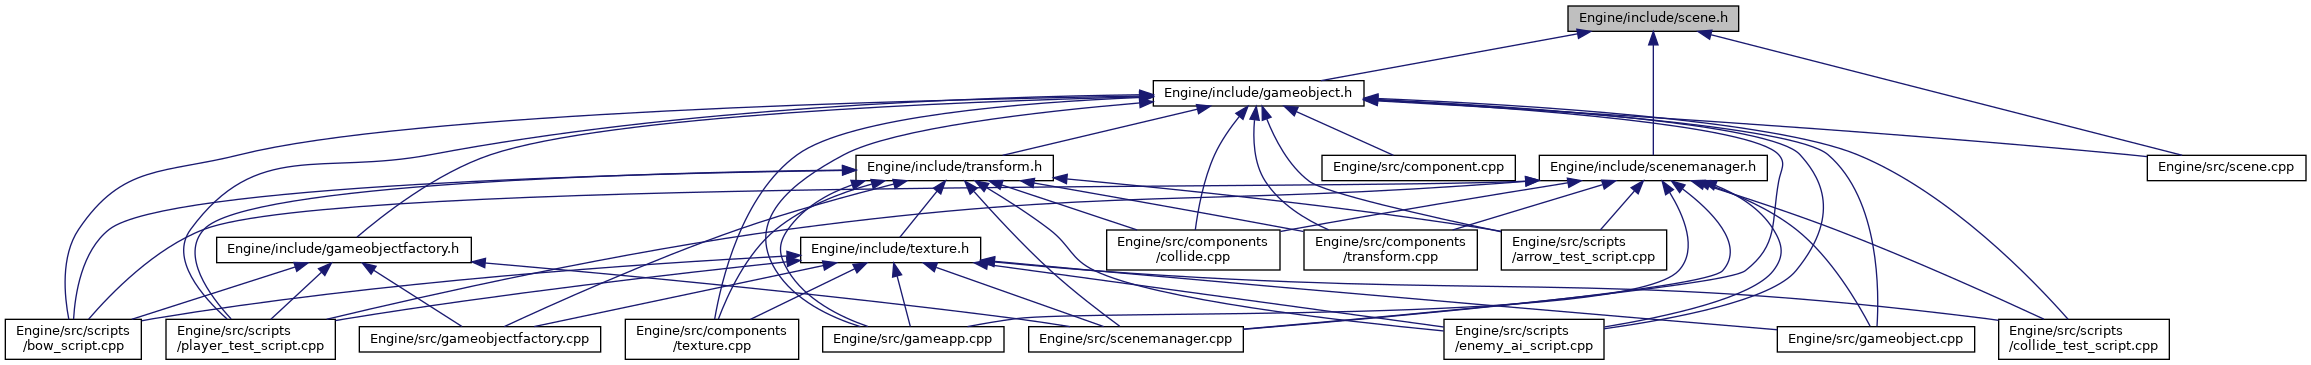 Engine/include/scene.h
Engine/include/gameobject.h
Engine/include/transform.h
Engine/src/component.cpp
Engine/include/scenemanager.h
Engine/src/scene.cpp
Engine/include/gameobjectfactory.h
Engine/include/texture.h
Engine/src/components
/collide.cpp
Engine/src/components
/transform.cpp
Engine/src/scripts
/arrow_test_script.cpp
Engine/src/scripts
/bow_script.cpp
Engine/src/scripts
/player_test_script.cpp
Engine/src/gameobjectfactory.cpp
Engine/src/components
/texture.cpp
Engine/src/gameapp.cpp
Engine/src/scenemanager.cpp
Engine/src/scripts
/enemy_ai_script.cpp
Engine/src/gameobject.cpp
Engine/src/scripts
/collide_test_script.cpp